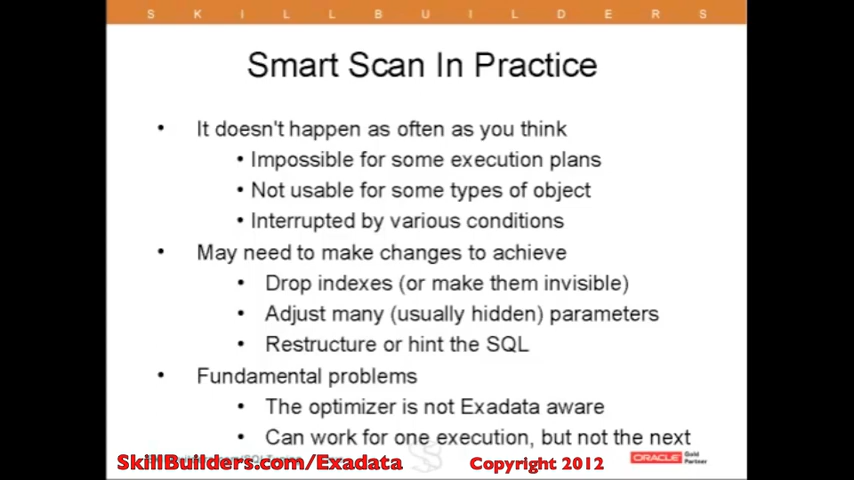 SKILLBUILDERS
Smart Scan In Practice
• It doesn't happen as often as you think
• Impossible for some execution plans
• Not usable for some types of object
• Interrupted by various conditions
• May need to make changes to achieve
• Drop indexes (or make them invisible)
• Adjust many (usually hidden) parameters
• Restructure or hint the SQL
• Fundamental problems
• The optimizer is not Exadata aware
• Can work for one execution, but not the next
SkillBuilders.com/Exadata
Copyright 2012
ORACLE Gold
Partner